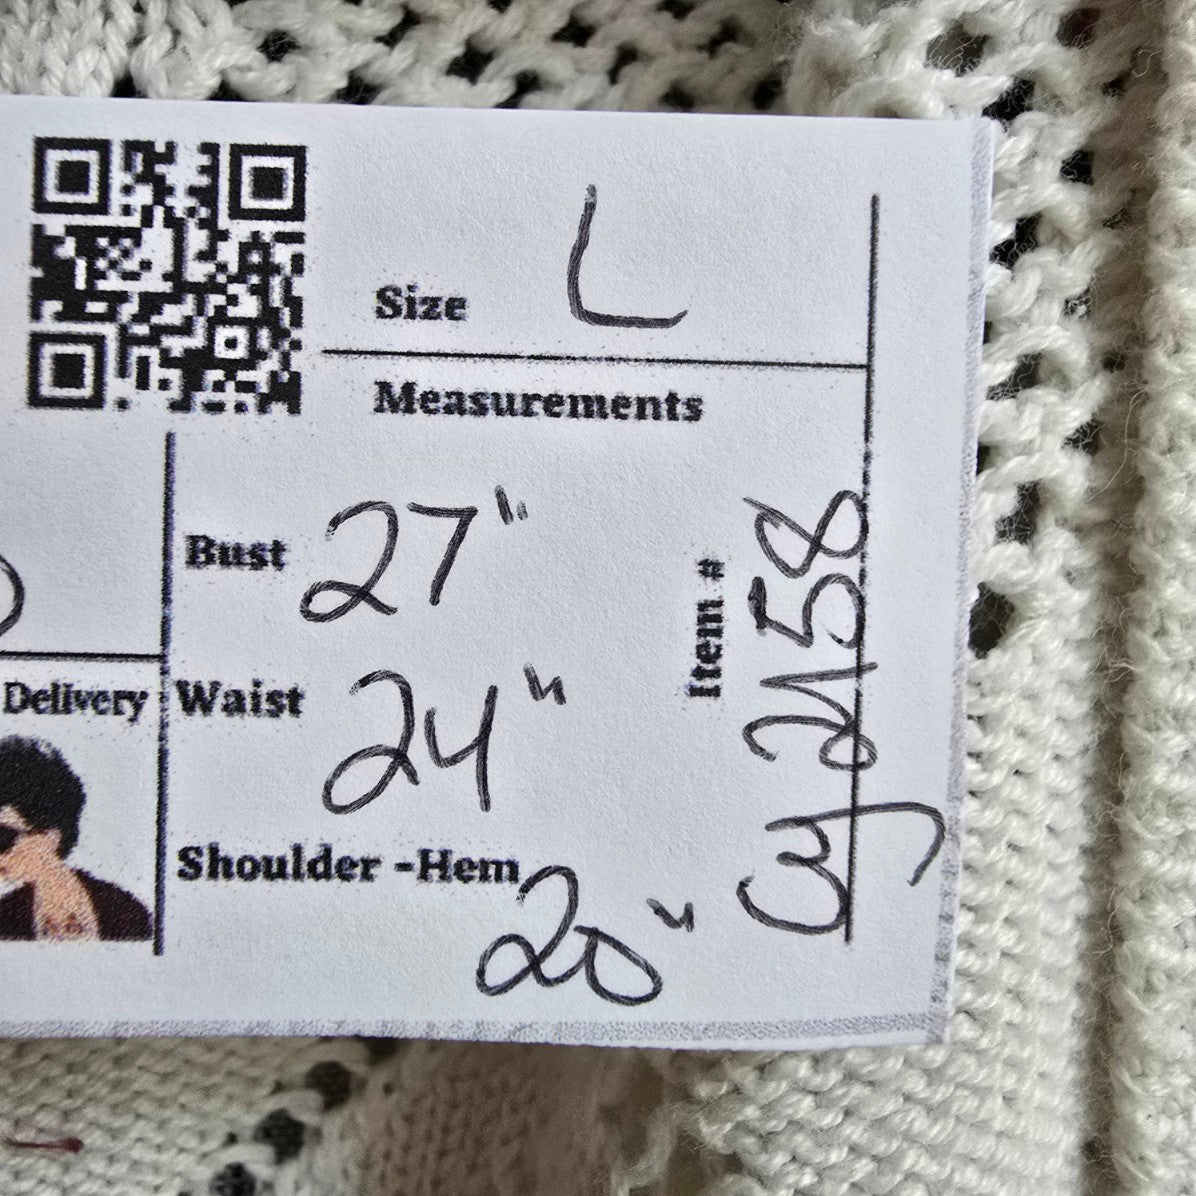 Size L
Measurements
Bust 27"
Waist 24"
Shoulder -Hem 20"
Delivery
Item #